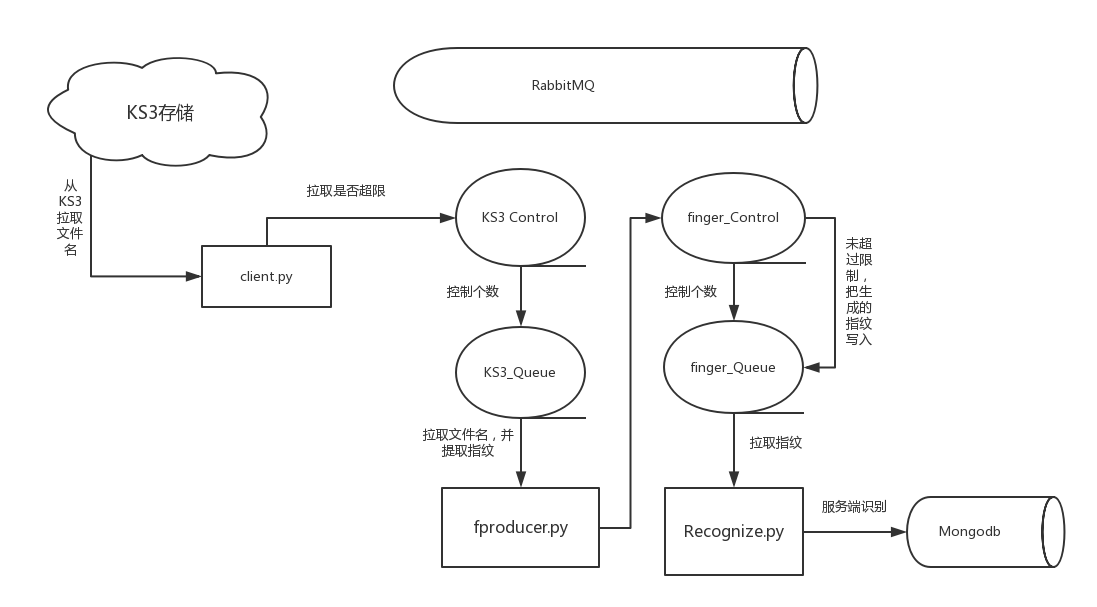 RabbitMQ
KS3存储
从
KS3
拉取
文件
名
拉取是否超限
KS3 Control
finger_Control
client.py
未超
过限
制，
把生
成的
指纹
写入
控制个数
控制个数
KS3_Queue
finger_Queue
拉取文件名，并
提取指纹
拉取指纹
fproducer.py
Recognize.py
服务端识别
Mongodb